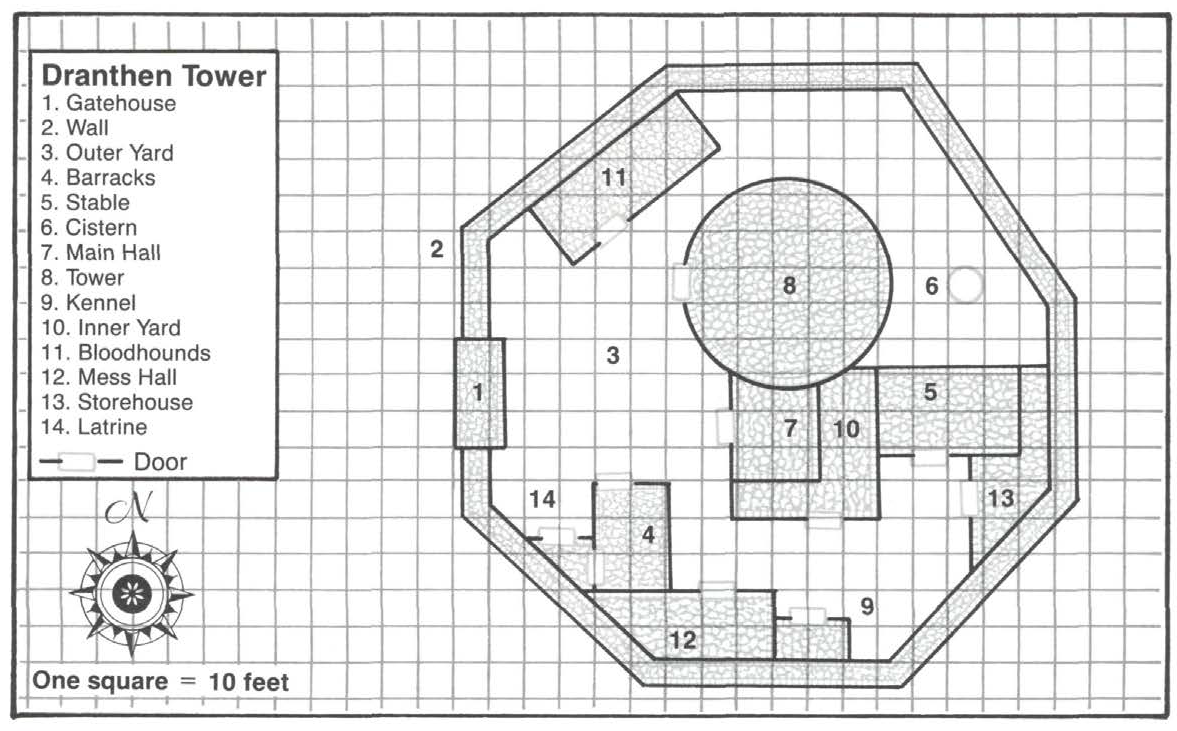 Dranthen Tower
1. Gatehouse
2. Wall
3. Outer Yard
4. Barracks
5. Stable
6. Cistern
7. Main Hall
8. Tower
9. Kennel
10. Inner Yard
11. Bloodhounds
12. Mess Hall
13. Storehouse
14. Latrine
Door
N
One square = 10 feet
11
2
8
6
3
1
5
7
10
14
4
13
9
12